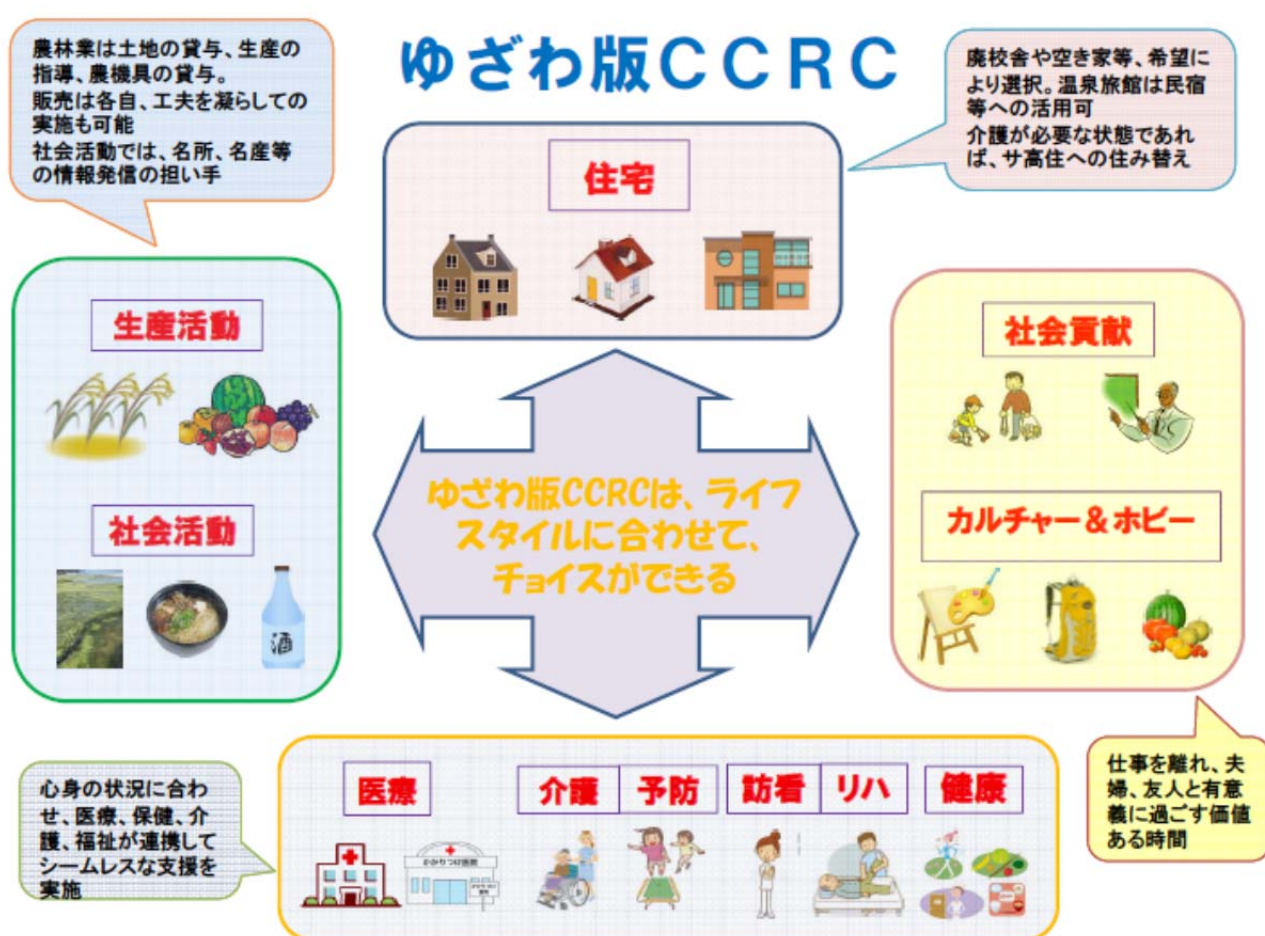 ゆざわ版CCRC
農林業は土地の貸与、生産の
指導、農機具の貸与。
販売は各自、工夫を凝らしての
実施も可能
社会活動では、名所、名産等
の情報発信の担い手
廃校舎や空き家等、希望に
より選択。温泉旅館は民宿
等への活用可
介護が必要な状態であれ
ば、サ高住への住み替え
住宅
生産活動
社会活動
酒
社会貢献
カルチャー&ホビー
ゆざわ版CCRCは、ライフ
スタイルに合わせて、
チョイスができる
心身の状況に合わ
せ、医療、保健、介
護、福祉が連携して
シームレスな支援を
実施
医療
介護
予防
訪看
リハ
健康
かかりつけ医院
仕事を離れ、夫
婦、友人と有意
義に過ごす価値
ある時間